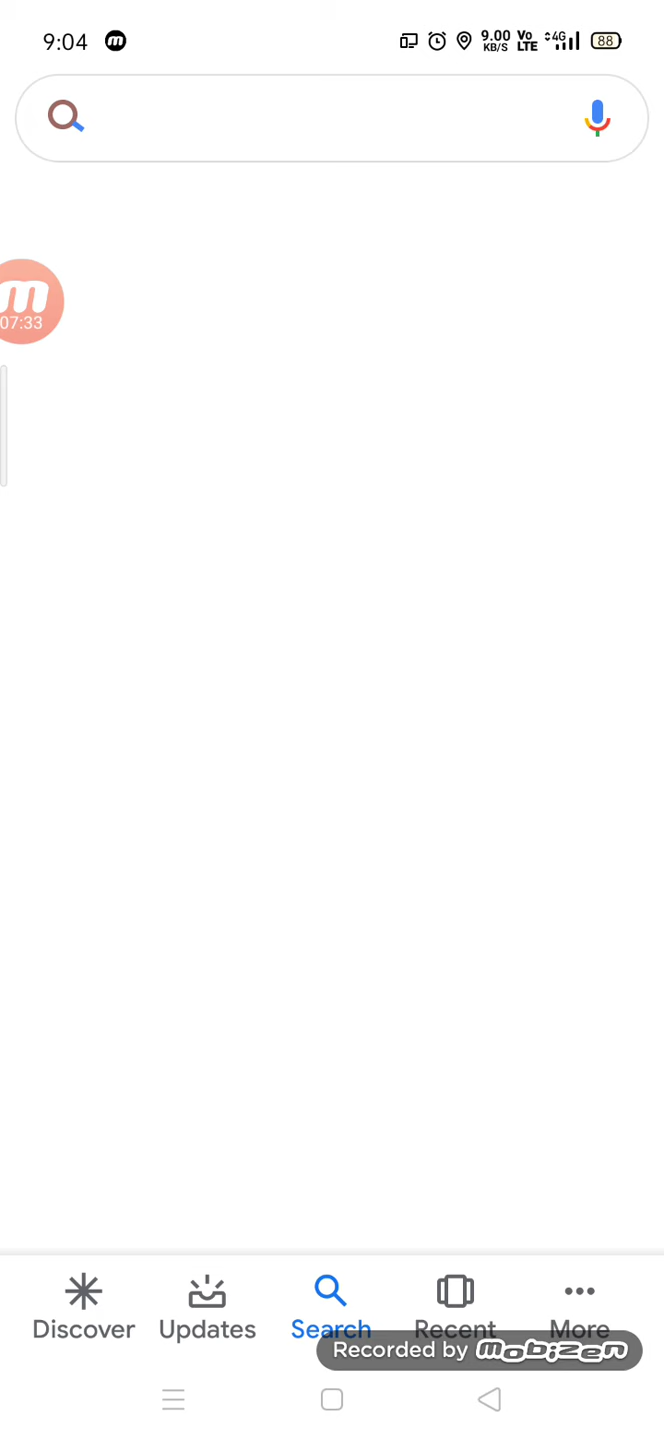 9:04 m 9.00 KB/S Vo LTE 4G 88
m
07:33
Discover Updates Search Recent More
Recorded by mobizen